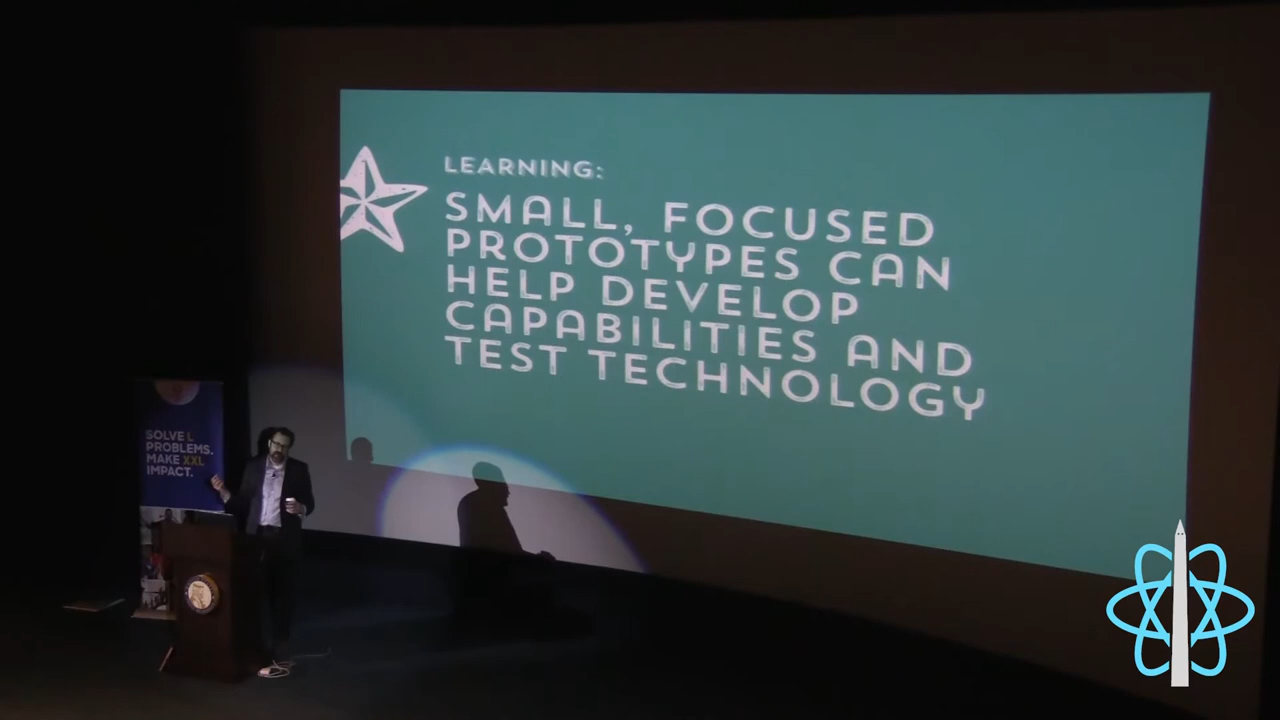 LEARNING:
SMALL, FOCUSED
PROTOTYPES CAN
HELP DEVELOP
CAPABILITIES AND
TEST TECHNOLOGY
SOLVE L
PROBLEMS.
MAKE XXL
IMPACT.